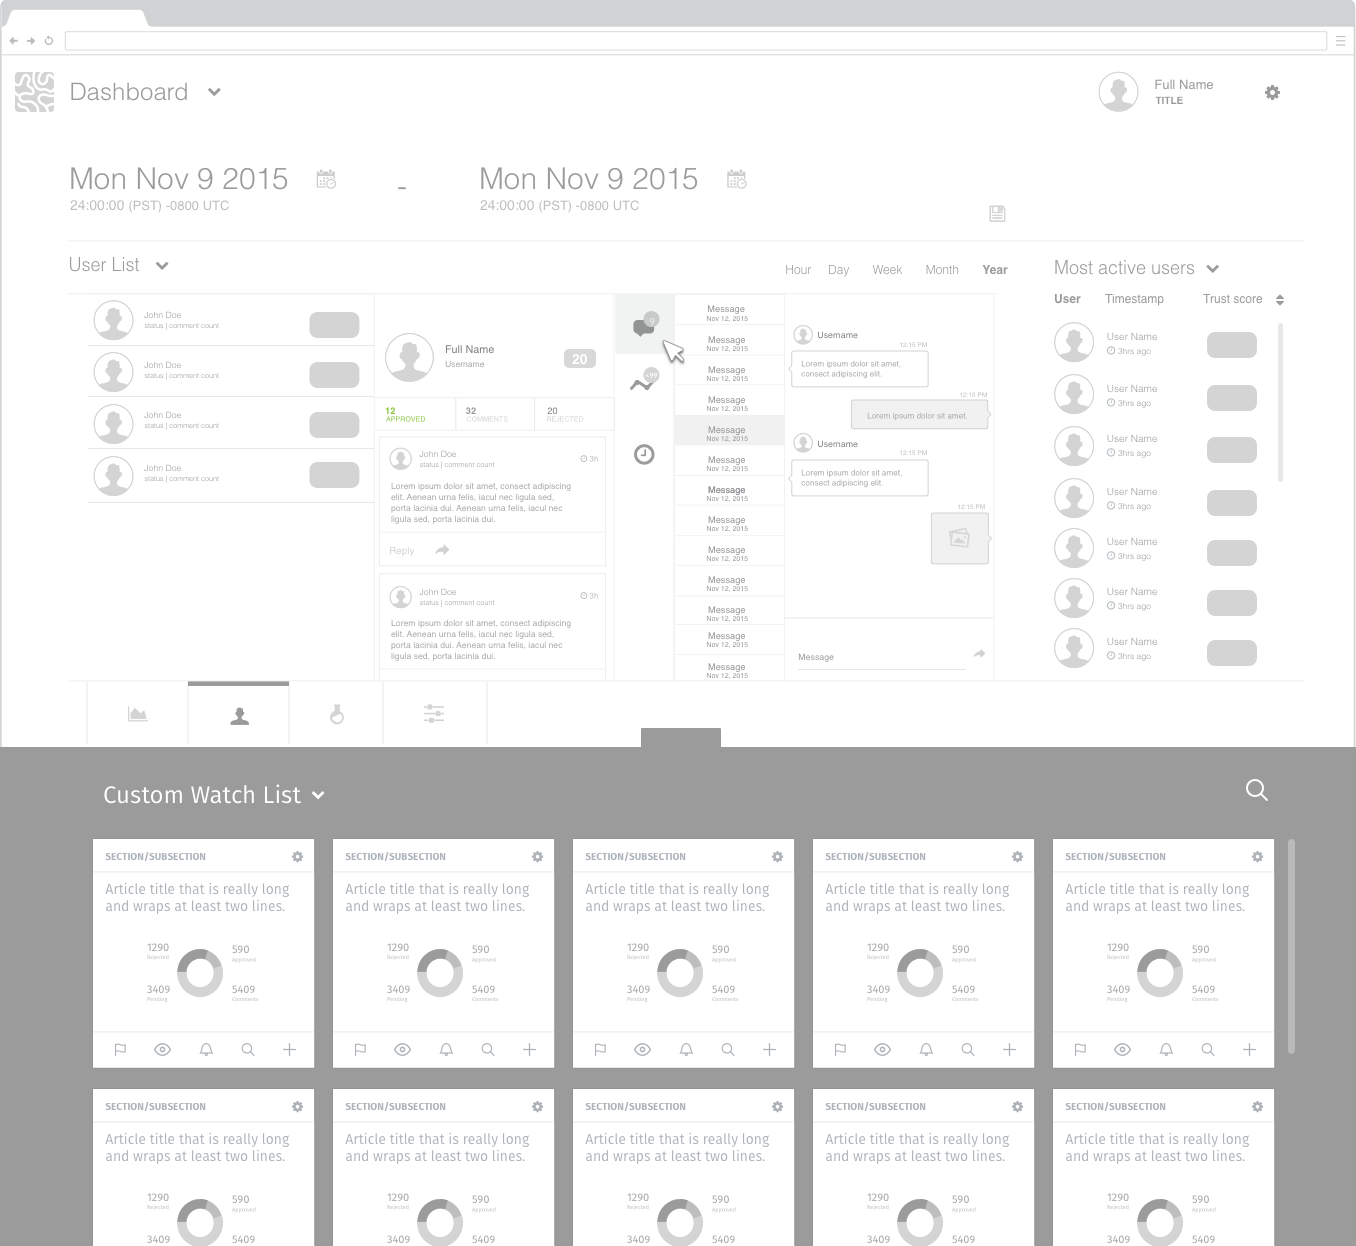 Dashboard
Full Name
TITLE
Mon Nov 9 2015
24:00:00 (PST) -0800 UTC
-
Mon Nov 9 2015
24:00:00 (PST) -0800 UTC
User List
Hour Day Week Month Year
John Doe
status | comment count
John Doe
status | comment count
John Doe
status | comment count
John Doe
status | comment count
Full Name
Username
20
12
APPROVED
32
COMMENTS
20
REJECTED
John Doe
status | comment count
3h
Lorem ipsum dolor sit amet, consect adipiscing
elit. Aenean urna felis, iacul nec ligula sed,
porta lacinia dui. Aenean urna felis, iacul nec
ligula sed, porta lacinia dui.
Reply
John Doe
status | comment count
3h
Lorem ipsum dolor sit amet, consect adipiscing
elit. Aenean urna felis, iacul nec ligula sed,
porta lacinia dui. Aenean urna felis, iacul nec
ligula sed, porta lacinia dui.
9
+99
Message
Nov 12, 2015
Message
Nov 12, 2015
Message
Nov 12, 2015
Message
Nov 12, 2015
Message
Nov 12, 2015
Message
Nov 12, 2015
Message
Nov 12, 2015
Message
Nov 12, 2015
Message
Nov 12, 2015
Message
Nov 12, 2015
Message
Nov 12, 2015
Message
Nov 12, 2015
Message
Nov 12, 2015
Username
12:15 PM
Lorem ipsum dolor sit amet,
consect adipiscing elit.
12:15 PM
Lorem ipsum dolor sit amet.
Username
12:15 PM
Lorem ipsum dolor sit amet,
consect adipiscing elit.
12:15 PM
Message
Most active users
User Timestamp Trust score
User Name
3hrs ago
User Name
3hrs ago
User Name
3hrs ago
User Name
3hrs ago
User Name
3hrs ago
User Name
3hrs ago
User Name
3hrs ago
Custom Watch List
SECTION/SUBSECTION
Article title that is really long
and wraps at least two lines.
1290
Rejected
590
Approved
3409
Pending
5409
Comments
SECTION/SUBSECTION
Article title that is really long
and wraps at least two lines.
1290
Rejected
590
Approved
3409
Pending
5409
Comments
SECTION/SUBSECTION
Article title that is really long
and wraps at least two lines.
1290
Rejected
590
Approved
3409
Pending
5409
Comments
SECTION/SUBSECTION
Article title that is really long
and wraps at least two lines.
1290
Rejected
590
Approved
3409
Pending
5409
Comments
SECTION/SUBSECTION
Article title that is really long
and wraps at least two lines.
1290
Rejected
590
Approved
3409
Pending
5409
Comments
SECTION/SUBSECTION
Article title that is really long
and wraps at least two lines.
1290
Rejected
590
Approved
3409
5409
SECTION/SUBSECTION
Article title that is really long
and wraps at least two lines.
1290
Rejected
590
Approved
3409
5409
SECTION/SUBSECTION
Article title that is really long
and wraps at least two lines.
1290
Rejected
590
Approved
3409
5409
SECTION/SUBSECTION
Article title that is really long
and wraps at least two lines.
1290
Rejected
590
Approved
3409
5409
SECTION/SUBSECTION
Article title that is really long
and wraps at least two lines.
1290
Rejected
590
Approved
3409
5409